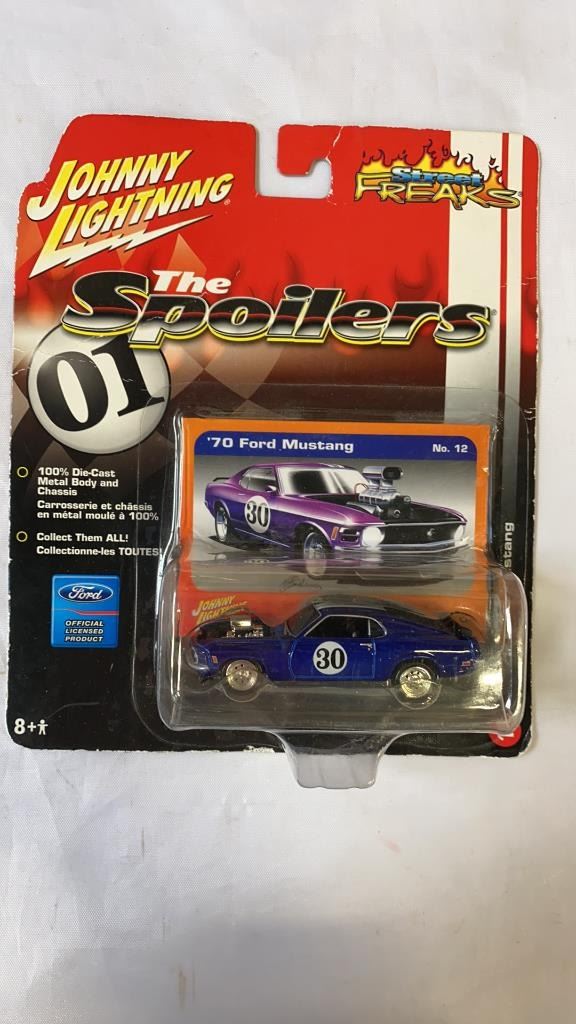 JOHNNY
LIGHTNING®
Street
FREAKS®
The
Spoilers®
01
'70 Ford Mustang No. 12
30
100% Die-Cast
Metal Body and
Chassis
Carrosserie et châssis
en métal moulé à 100%
Collect Them ALL!
Collectionne-les TOUTES!
Ford
OFFICIAL
LICENSED
PRODUCT
JOHNNY
LIGHTNING
30
8+